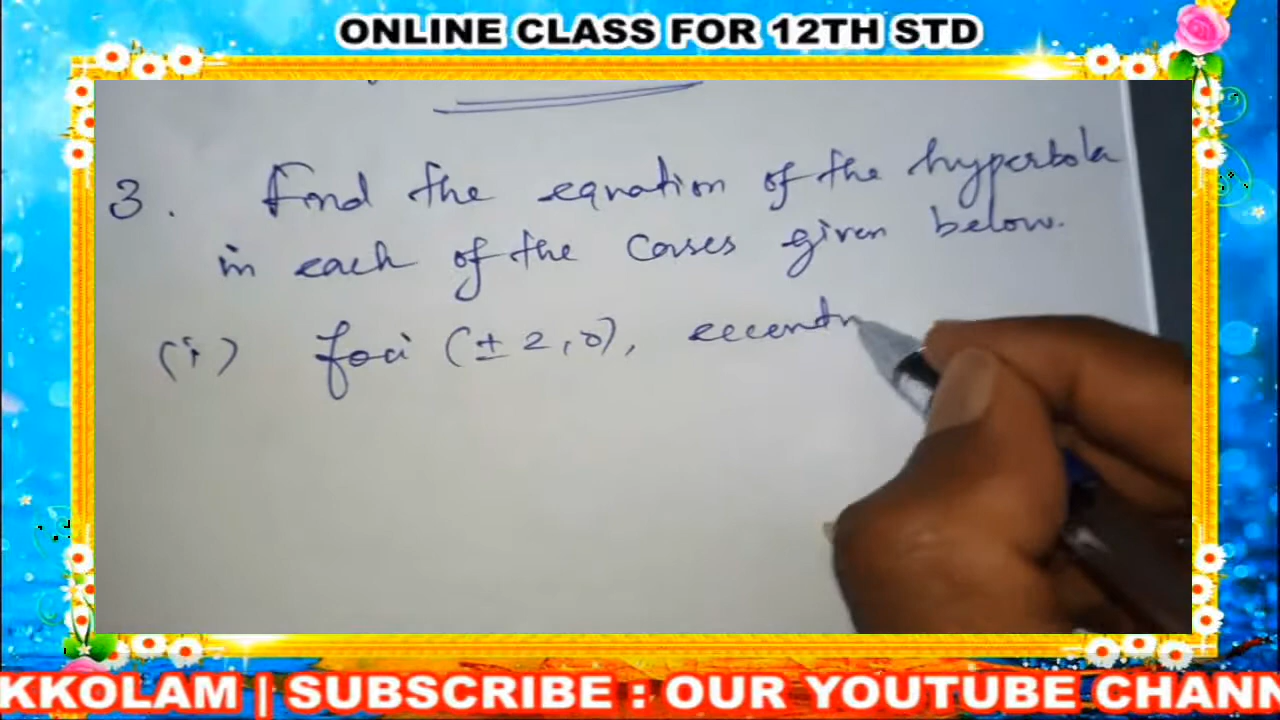 ONLINE CLASS FOR 12TH STD
3. Find the equation of the hyperbola
in each of the cases given below.
(i) foci (± 2, 0), eccentr
KKOLAM | SUBSCRIBE : OUR YOUTUBE CHANN